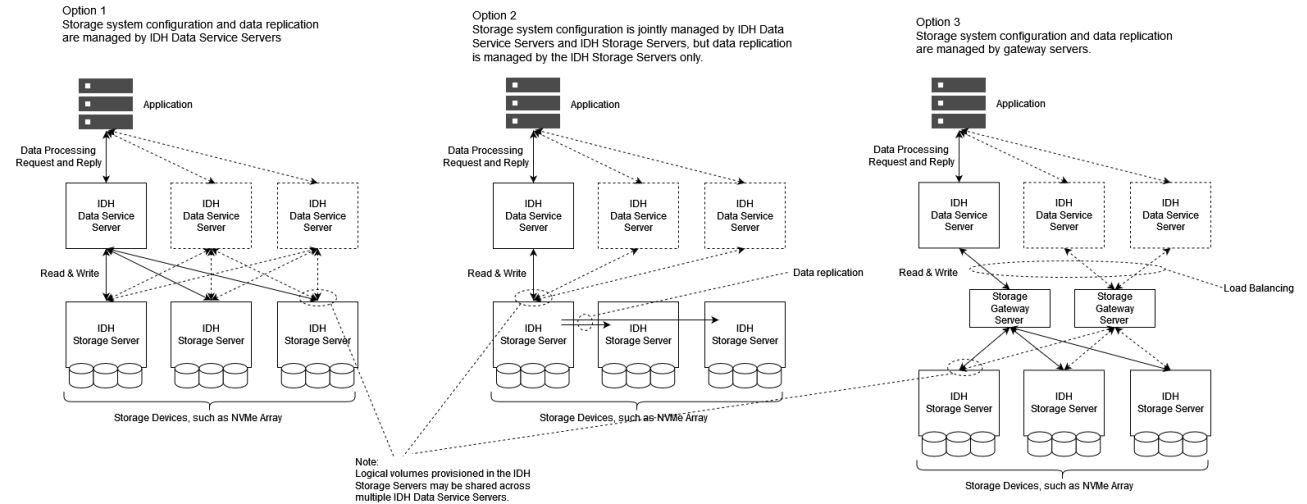 Option 1
Storage system configuration and data replication
are managed by IDH Data Service Servers
Application
Data Processing
Request and Reply
IDH
Data Service
Server
IDH
Data Service
Server
IDH
Data Service
Server
Read & Write
IDH
Storage Server
IDH
Storage Server
IDH
Storage Server
Storage Devices, such as NVMe Array
Option 2
Storage system configuration is jointly managed by IDH Data
Service Servers and IDH Storage Servers, but data replication
is managed by the IDH Storage Servers only.
Application
Data Processing
Request and Reply
IDH
Data Service
Server
IDH
Data Service
Server
IDH
Data Service
Server
Read & Write
Data replication
IDH
Storage Server
IDH
Storage Server
IDH
Storage Server
Storage Devices, such as NVMe Array
Note:
Logical volumes provisioned in the IDH
Storage Servers may be shared across
multiple IDH Data Service Servers.
Option 3
Storage system configuration and data replication
are managed by gateway servers.
Application
Data Processing
Request and Reply
IDH
Data Service
Server
IDH
Data Service
Server
IDH
Data Service
Server
Read & Write
Load Balancing
Storage
Gateway
Server
Storage
Gateway
Server
IDH
Storage Server
IDH
Storage Server
IDH
Storage Server
Storage Devices, such as NVMe Array